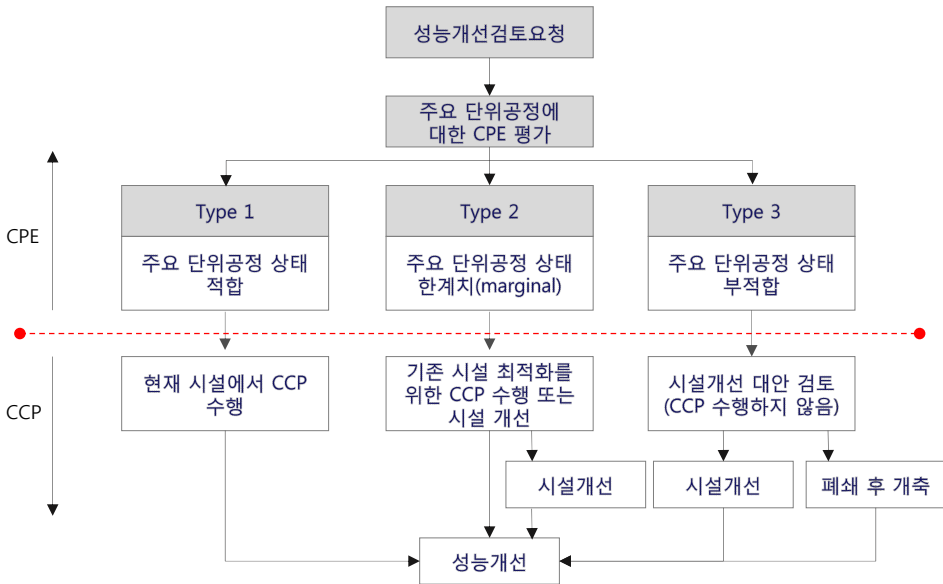 성능개선검토요청
주요 단위공정에
대한 CPE 평가
CPE
Type 1
주요 단위공정 상태
적합
Type 2
주요 단위공정 상태
한계치(marginal)
Type 3
주요 단위공정 상태
부적합
CCP
현재 시설에서 CCP
수행
기존 시설 최적화를
위한 CCP 수행 또는
시설 개선
시설개선 대안 검토
(CCP 수행하지 않음)
시설개선
시설개선
폐쇄 후 개축
성능개선